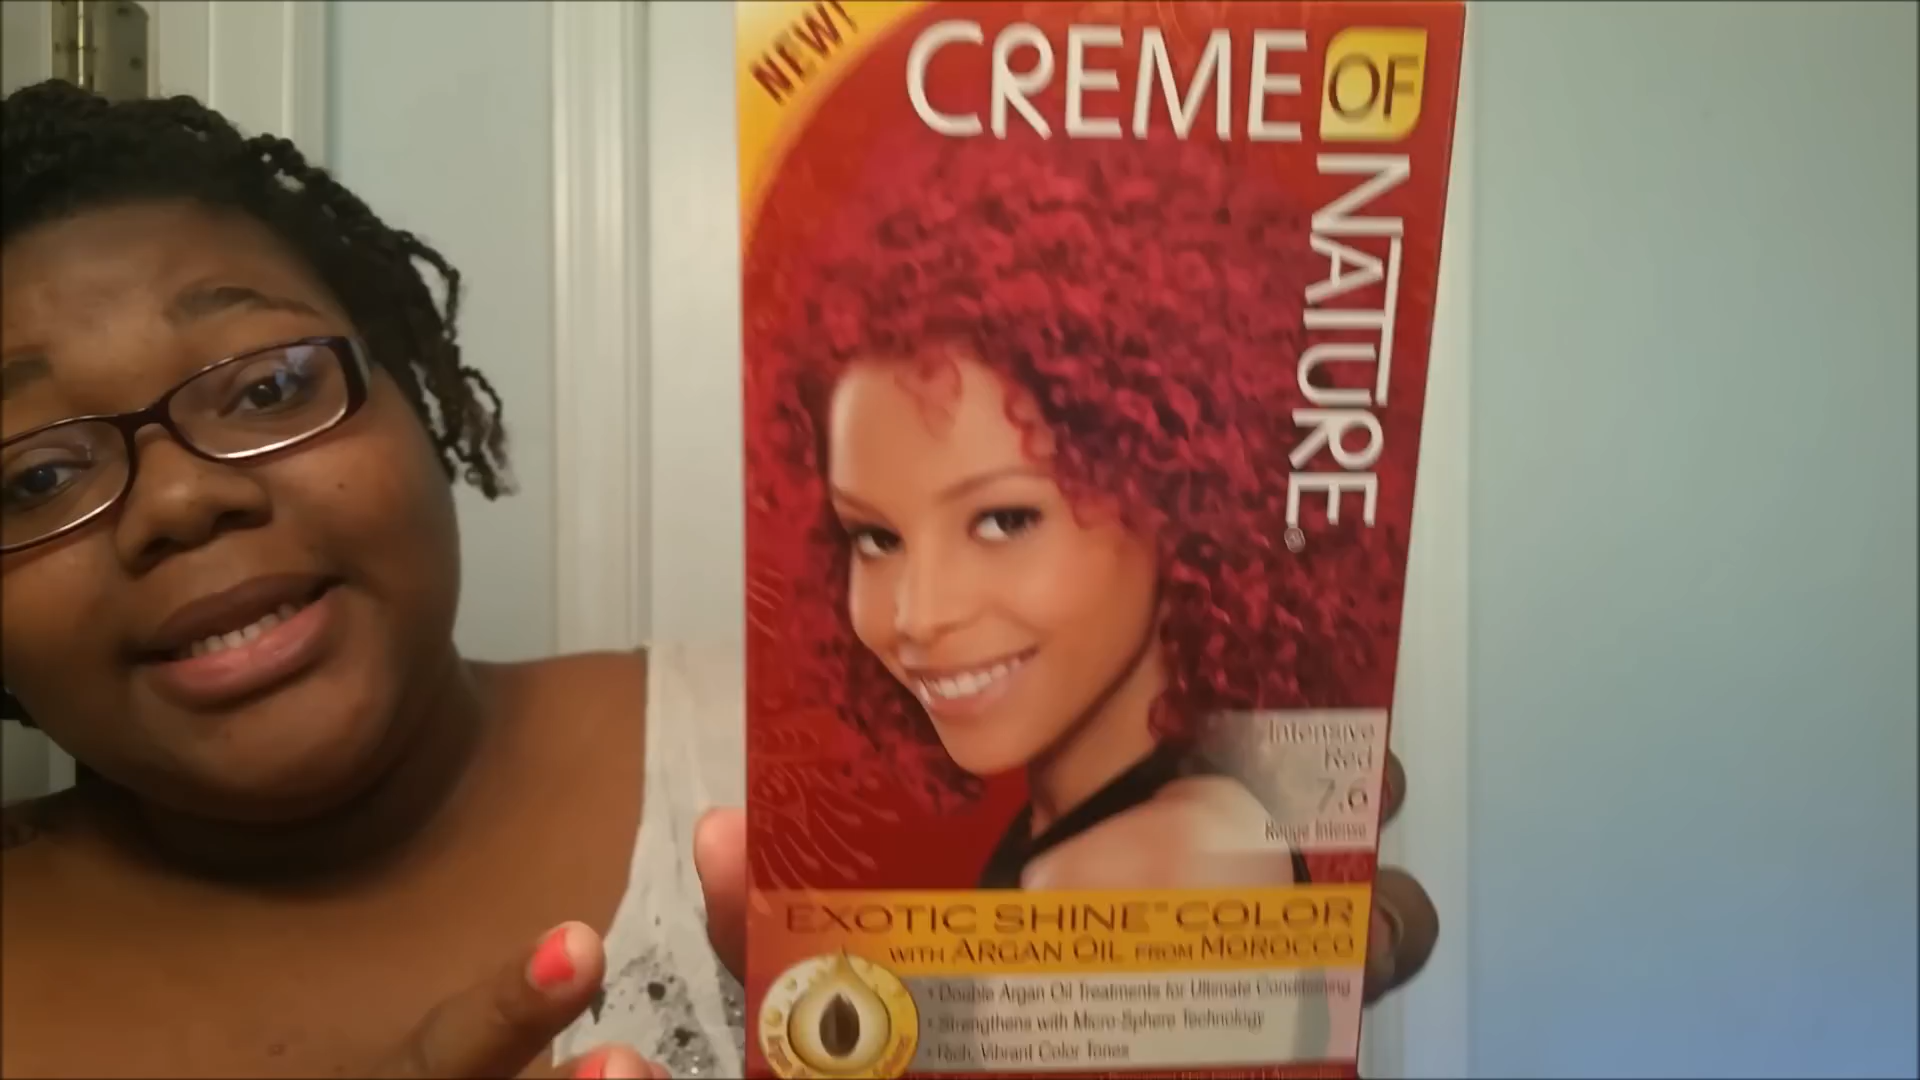 NEW!
CREME OF NATURE®
Intensive
Red
7.6
Rouge Intense
EXOTIC SHINE™ COLOR
WITH ARGAN OIL FROM MOROCCO
• Double Argan Oil Treatments for Ultimate Conditioning
• Strengthens with Micro-Sphere Technology
• Rich, Vibrant Color Tones